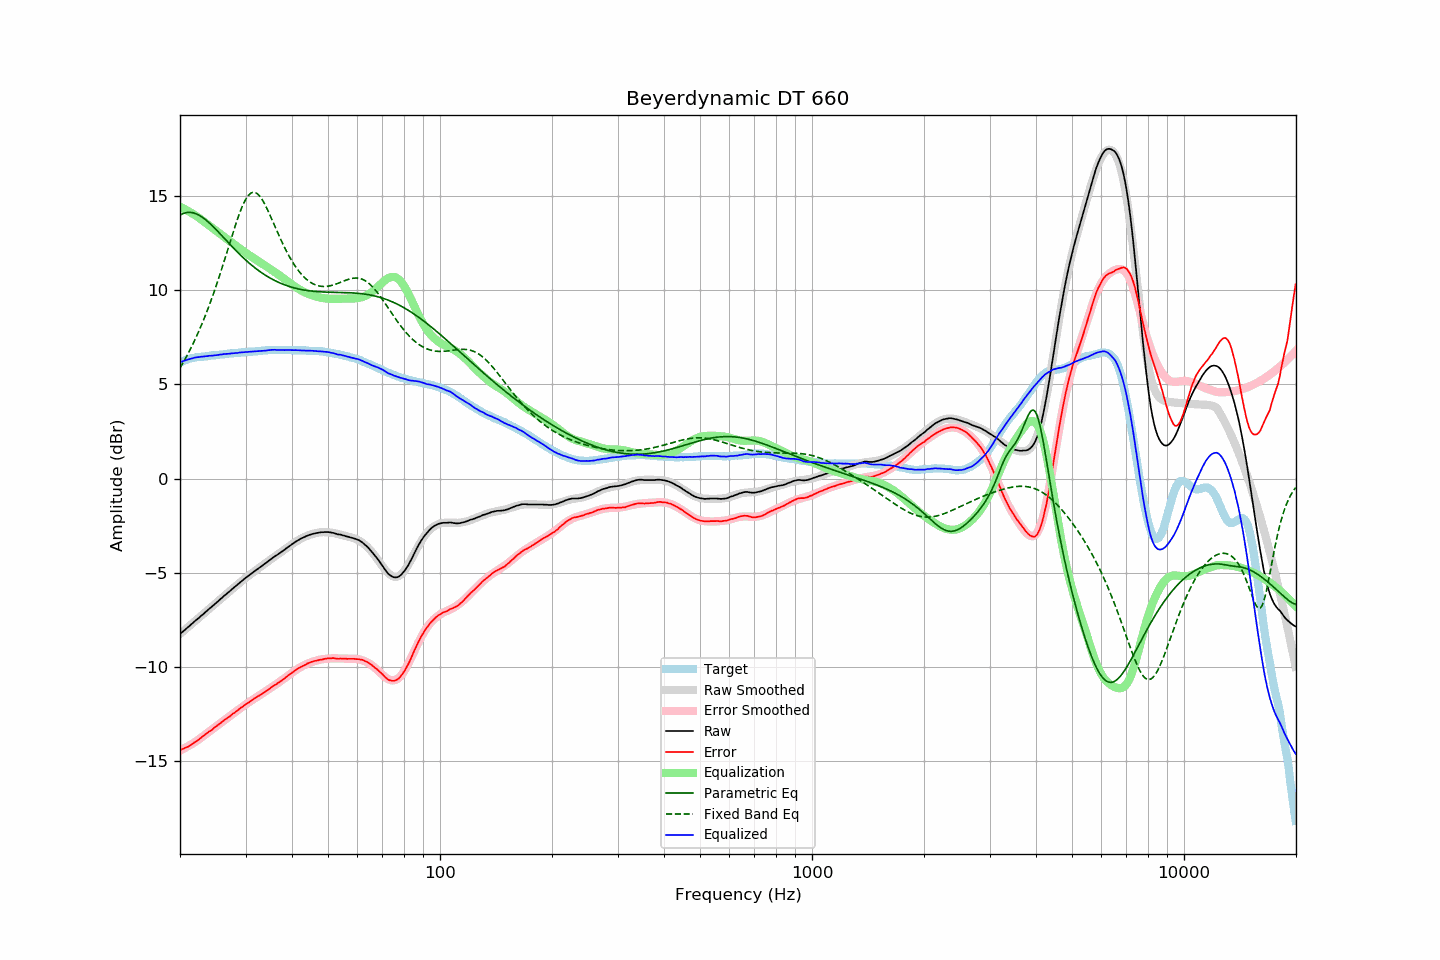 Beyerdynamic DT 660
Amplitude (dBr)
15
10
5
0
−5
−10
−15
Target
Raw Smoothed
Error Smoothed
Raw
Error
Equalization
Parametric Eq
Fixed Band Eq
Equalized
100
1000
10000
Frequency (Hz)